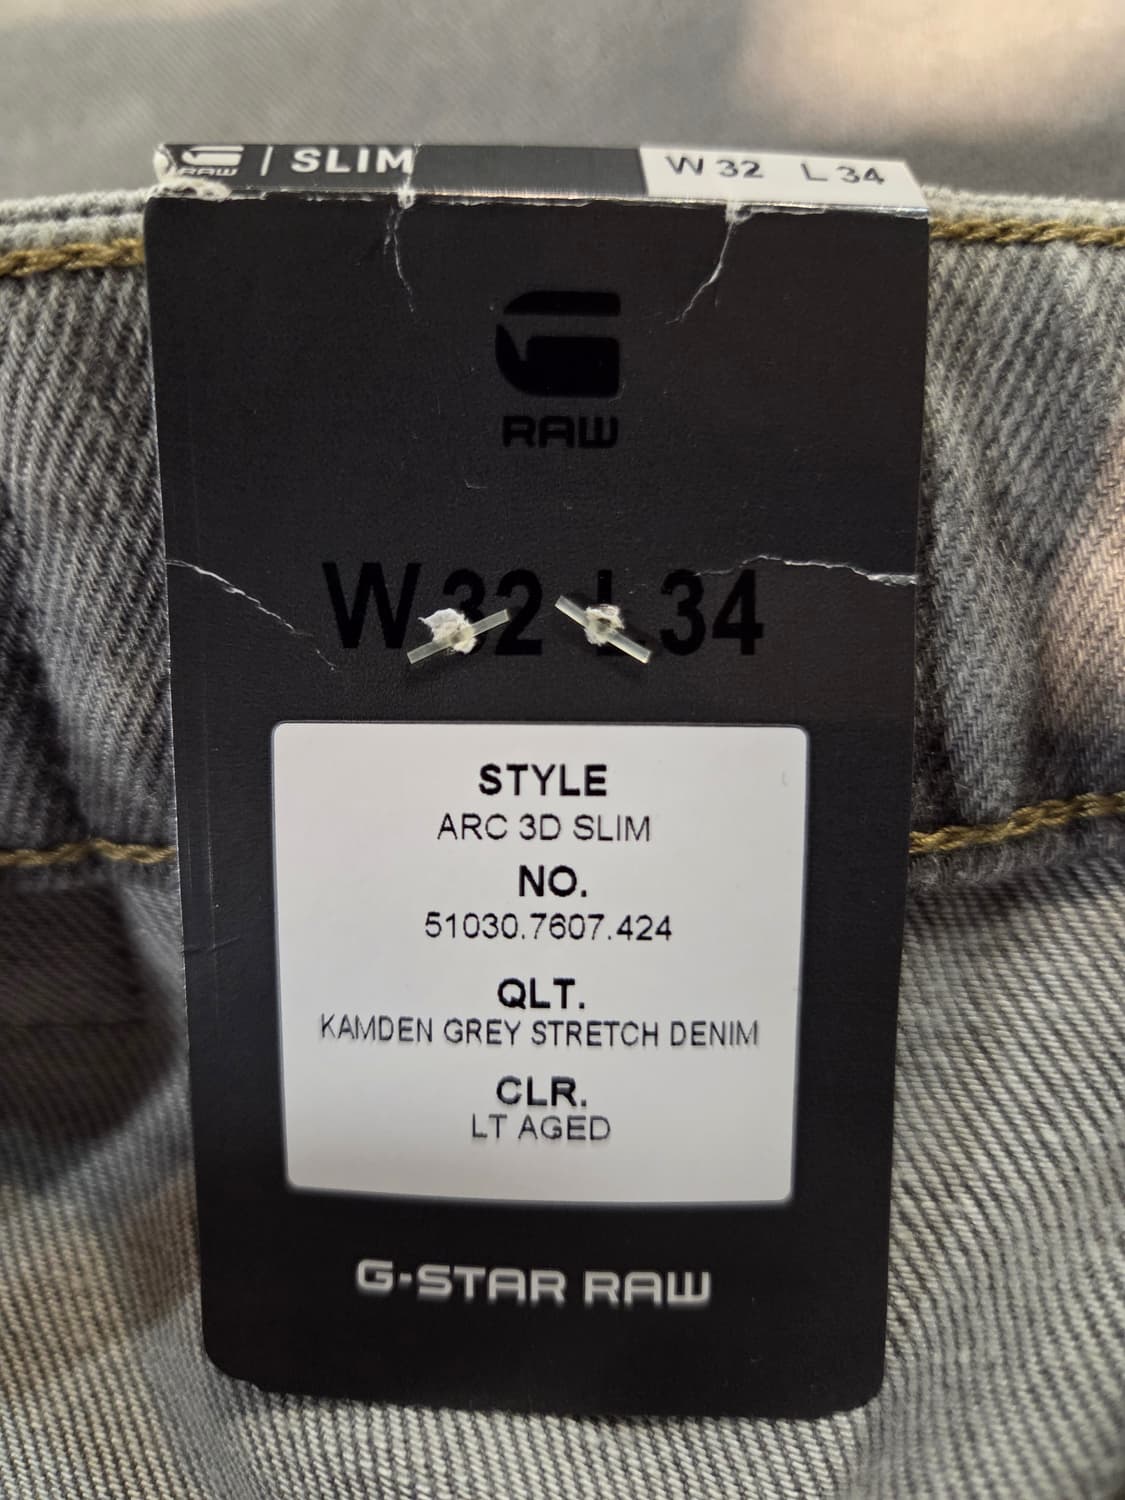 RAW | SLIM W 32 L 34
RAW
W 32 L 34
STYLE
ARC 3D SLIM
NO.
51030.7607.424
QLT.
KAMDEN GREY STRETCH DENIM
CLR.
LT AGED
G-STAR RAW